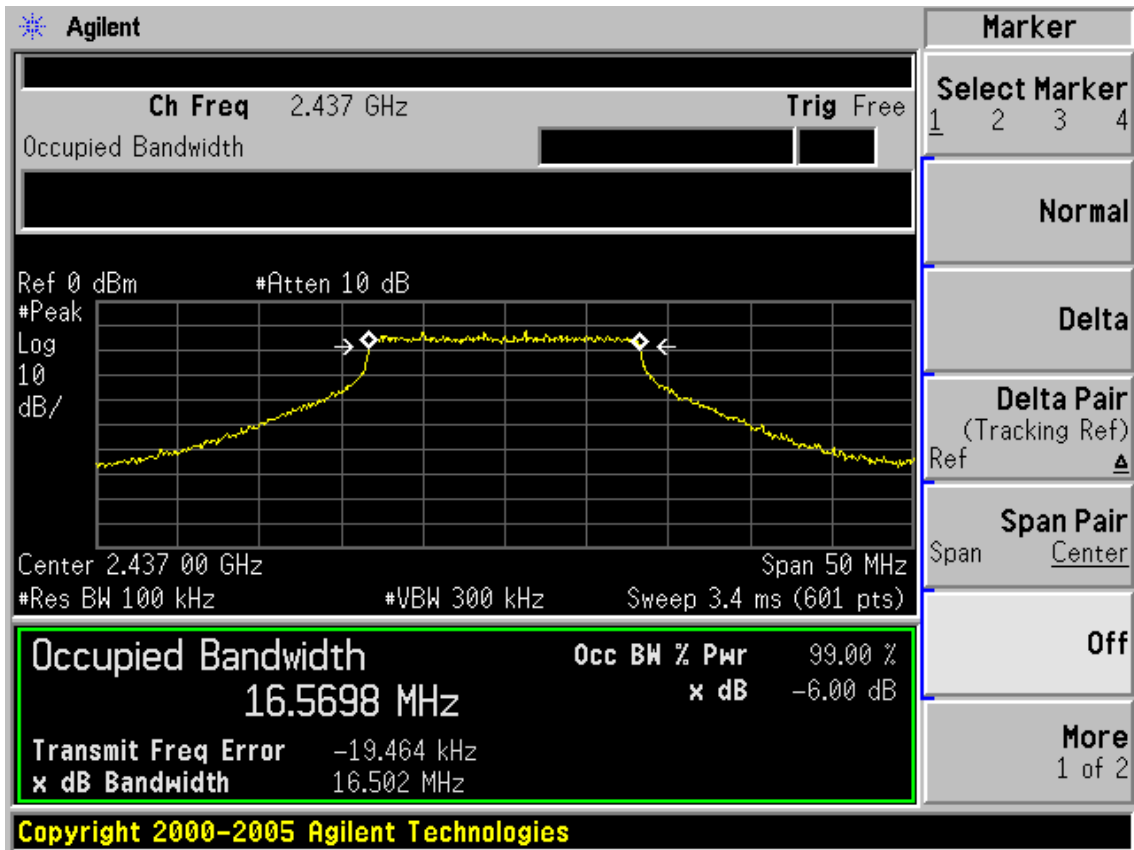 Agilent
Marker
Ch Freq 2.437 GHz Trig Free
Occupied Bandwidth
Select Marker
1 2 3 4
Normal
Delta
Delta Pair
(Tracking Ref)
Ref Δ
Span Pair
Span Center
Off
More
1 of 2
Ref 0 dBm #Atten 10 dB
#Peak
Log
10
dB/
Center 2.437 00 GHz Span 50 MHz
#Res BW 100 kHz #VBW 300 kHz Sweep 3.4 ms (601 pts)
Occupied Bandwidth
16.5698 MHz
Occ BW % Pwr 99.00 %
x dB -6.00 dB
Transmit Freq Error -19.464 kHz
x dB Bandwidth 16.502 MHz
Copyright 2000-2005 Agilent Technologies